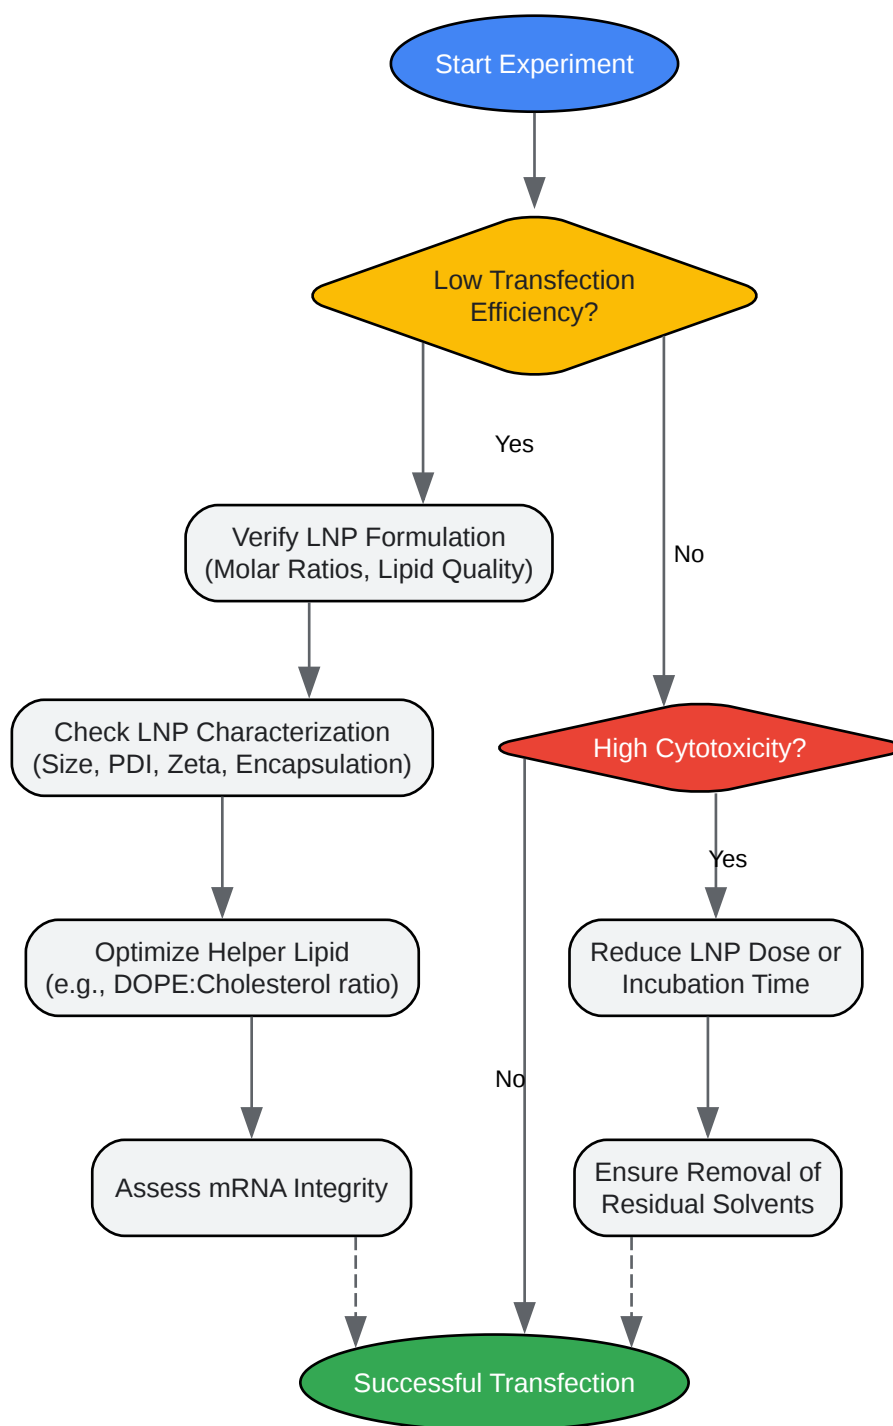 Start Experiment
Low Transfection
Efficiency?
Yes
Verify LNP Formulation
(Molar Ratios, Lipid Quality)
No
Check LNP Characterization
(Size, PDI, Zeta, Encapsulation)
High Cytotoxicity?
Yes
Optimize Helper Lipid
(e.g., DOPE:Cholesterol ratio)
Reduce LNP Dose or
Incubation Time
No
Assess mRNA Integrity
Ensure Removal of
Residual Solvents
Successful Transfection